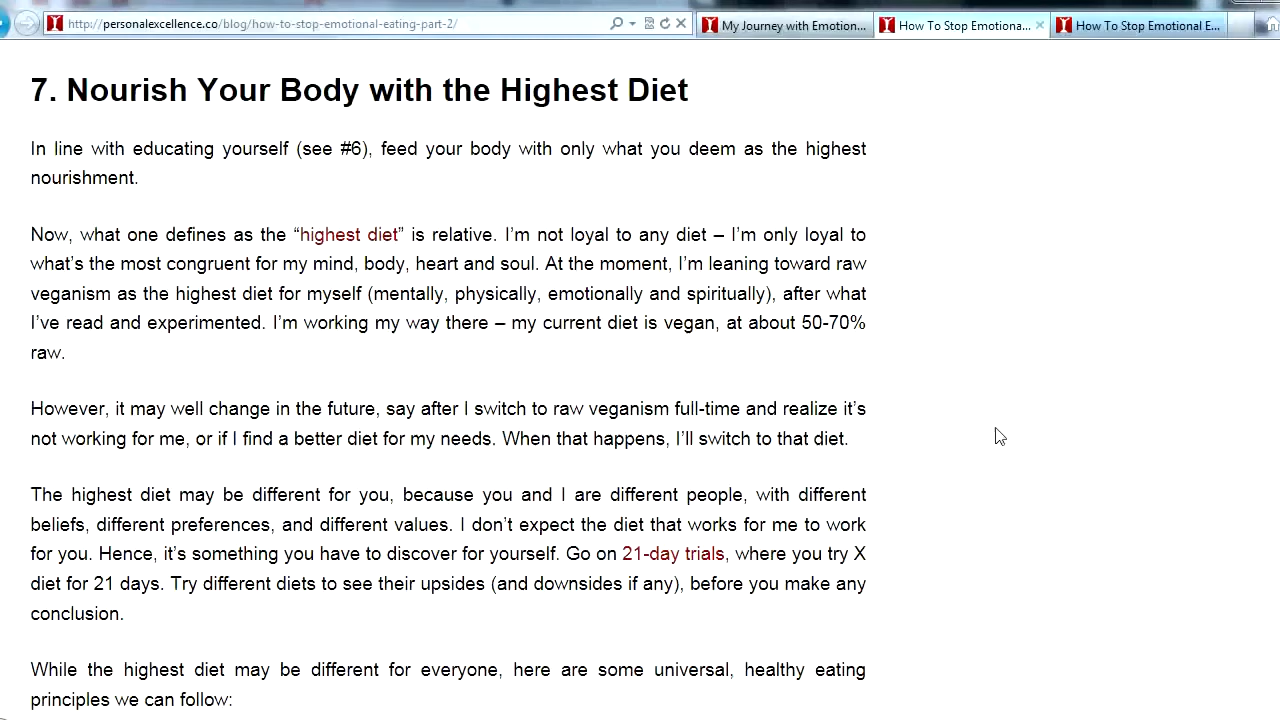 http://personalexcellence.co/blog/how-to-stop-emotional-eating-part-2/
My Journey with Emotion...
How To Stop Emotiona...
How To Stop Emotional E...
7. Nourish Your Body with the Highest Diet
In line with educating yourself (see #6), feed your body with only what you deem as the highest
nourishment.
Now, what one defines as the “highest diet” is relative. I’m not loyal to any diet – I’m only loyal to
what’s the most congruent for my mind, body, heart and soul. At the moment, I’m leaning toward raw
veganism as the highest diet for myself (mentally, physically, emotionally and spiritually), after what
I’ve read and experimented. I’m working my way there – my current diet is vegan, at about 50-70%
raw.
However, it may well change in the future, say after I switch to raw veganism full-time and realize it’s
not working for me, or if I find a better diet for my needs. When that happens, I’ll switch to that diet.
The highest diet may be different for you, because you and I are different people, with different
beliefs, different preferences, and different values. I don’t expect the diet that works for me to work
for you. Hence, it’s something you have to discover for yourself. Go on 21-day trials, where you try X
diet for 21 days. Try different diets to see their upsides (and downsides if any), before you make any
conclusion.
While the highest diet may be different for everyone, here are some universal, healthy eating
principles we can follow: